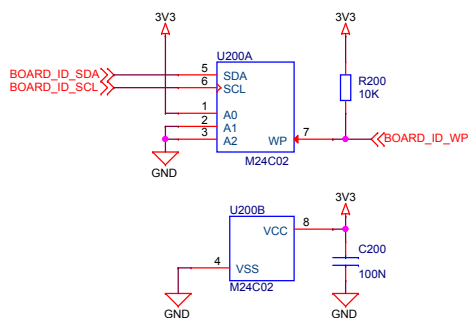 3V3
3V3
U200A
BOARD_ID_SDA
5
SDA
BOARD_ID_SCL
6
SCL
R200
10K
1
A0
2
A1
3
A2
WP
7
BOARD_ID_WP
GND
M24C02
3V3
U200B
VCC
8
C200
4
VSS
100N
M24C02
GND
GND